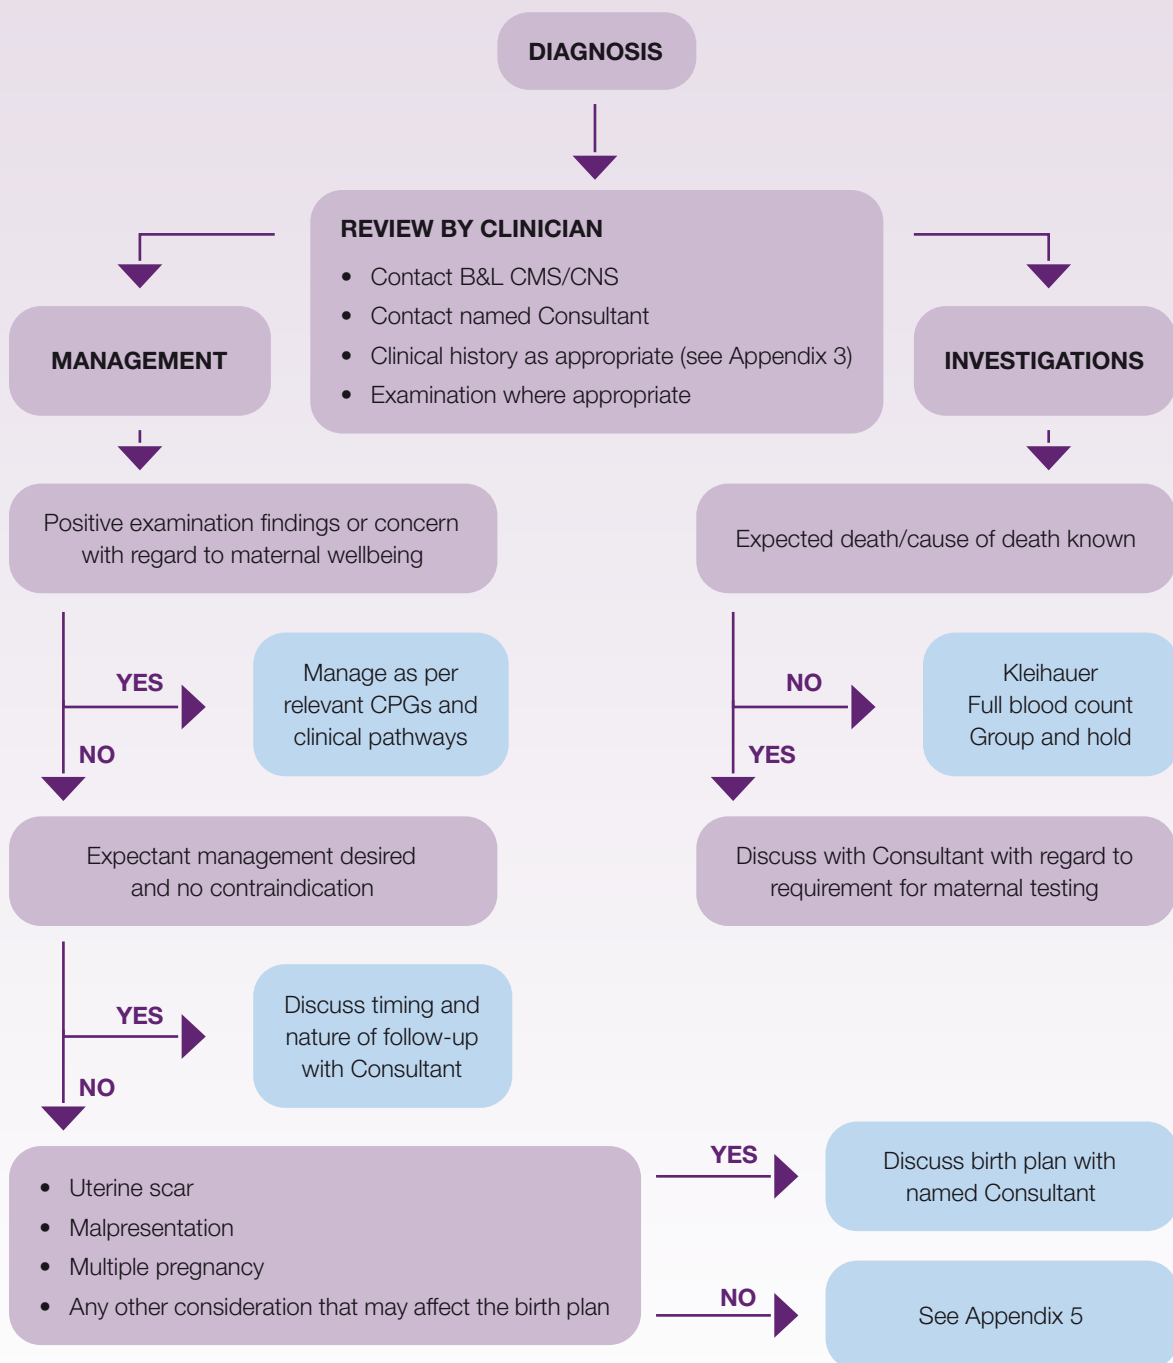 DIAGNOSIS
REVIEW BY CLINICIAN
• Contact B&L CMS/CNS
• Contact named Consultant
• Clinical history as appropriate (see Appendix 3)
• Examination where appropriate
MANAGEMENT
INVESTIGATIONS
Positive examination findings or concern
with regard to maternal wellbeing
YES
Manage as per
relevant CPGs and
clinical pathways
NO
Expectant management desired
and no contraindication
YES
Discuss timing and
nature of follow-up
with Consultant
NO
• Uterine scar
• Malpresentation
• Multiple pregnancy
• Any other consideration that may affect the birth plan
YES
Discuss birth plan with
named Consultant
NO
See Appendix 5
Expected death/cause of death known
NO
Kleihauer
Full blood count
Group and hold
YES
Discuss with Consultant with regard to
requirement for maternal testing